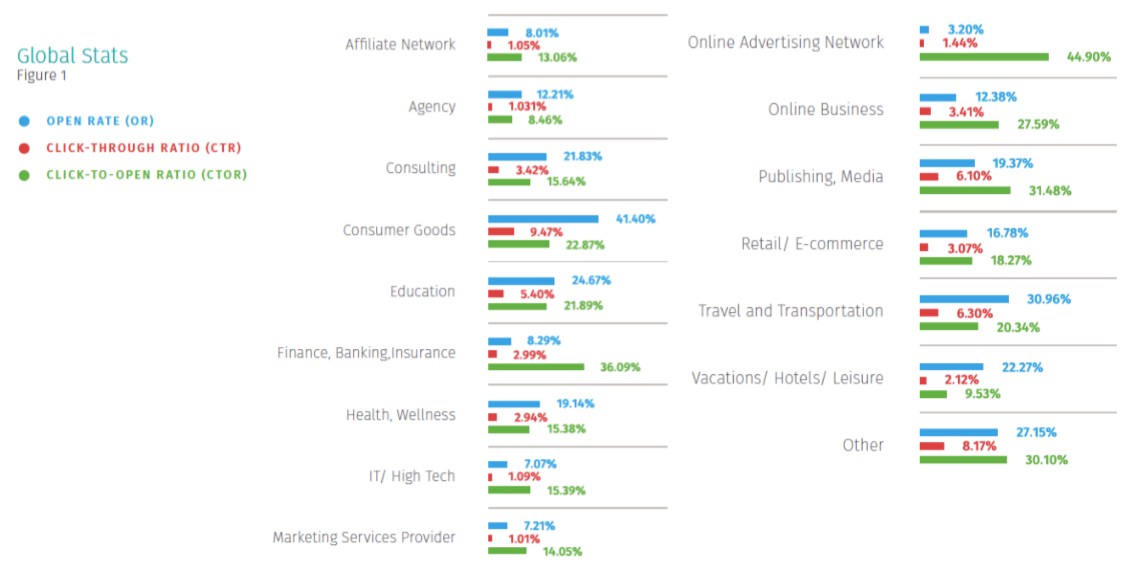 Global Stats
Figure 1
OPEN RATE (OR)
CLICK-THROUGH RATIO (CTR)
CLICK-TO-OPEN RATIO (CTOR)
Affiliate Network
8.01%
1.05%
13.06%
Agency
12.21%
1.031%
8.46%
Consulting
21.83%
3.42%
15.64%
Consumer Goods
41.40%
9.47%
22.87%
Education
24.67%
5.40%
21.89%
Finance, Banking,Insurance
8.29%
2.99%
36.09%
Health, Wellness
19.14%
2.94%
15.38%
IT/ High Tech
7.07%
1.09%
15.39%
Marketing Services Provider
7.21%
1.01%
14.05%
Online Advertising Network
3.20%
1.44%
44.90%
Online Business
12.38%
3.41%
27.59%
Publishing, Media
19.37%
6.10%
31.48%
Retail/ E-commerce
16.78%
3.07%
18.27%
Travel and Transportation
30.96%
6.30%
20.34%
Vacations/ Hotels/ Leisure
22.27%
2.12%
9.53%
Other
27.15%
8.17%
30.10%